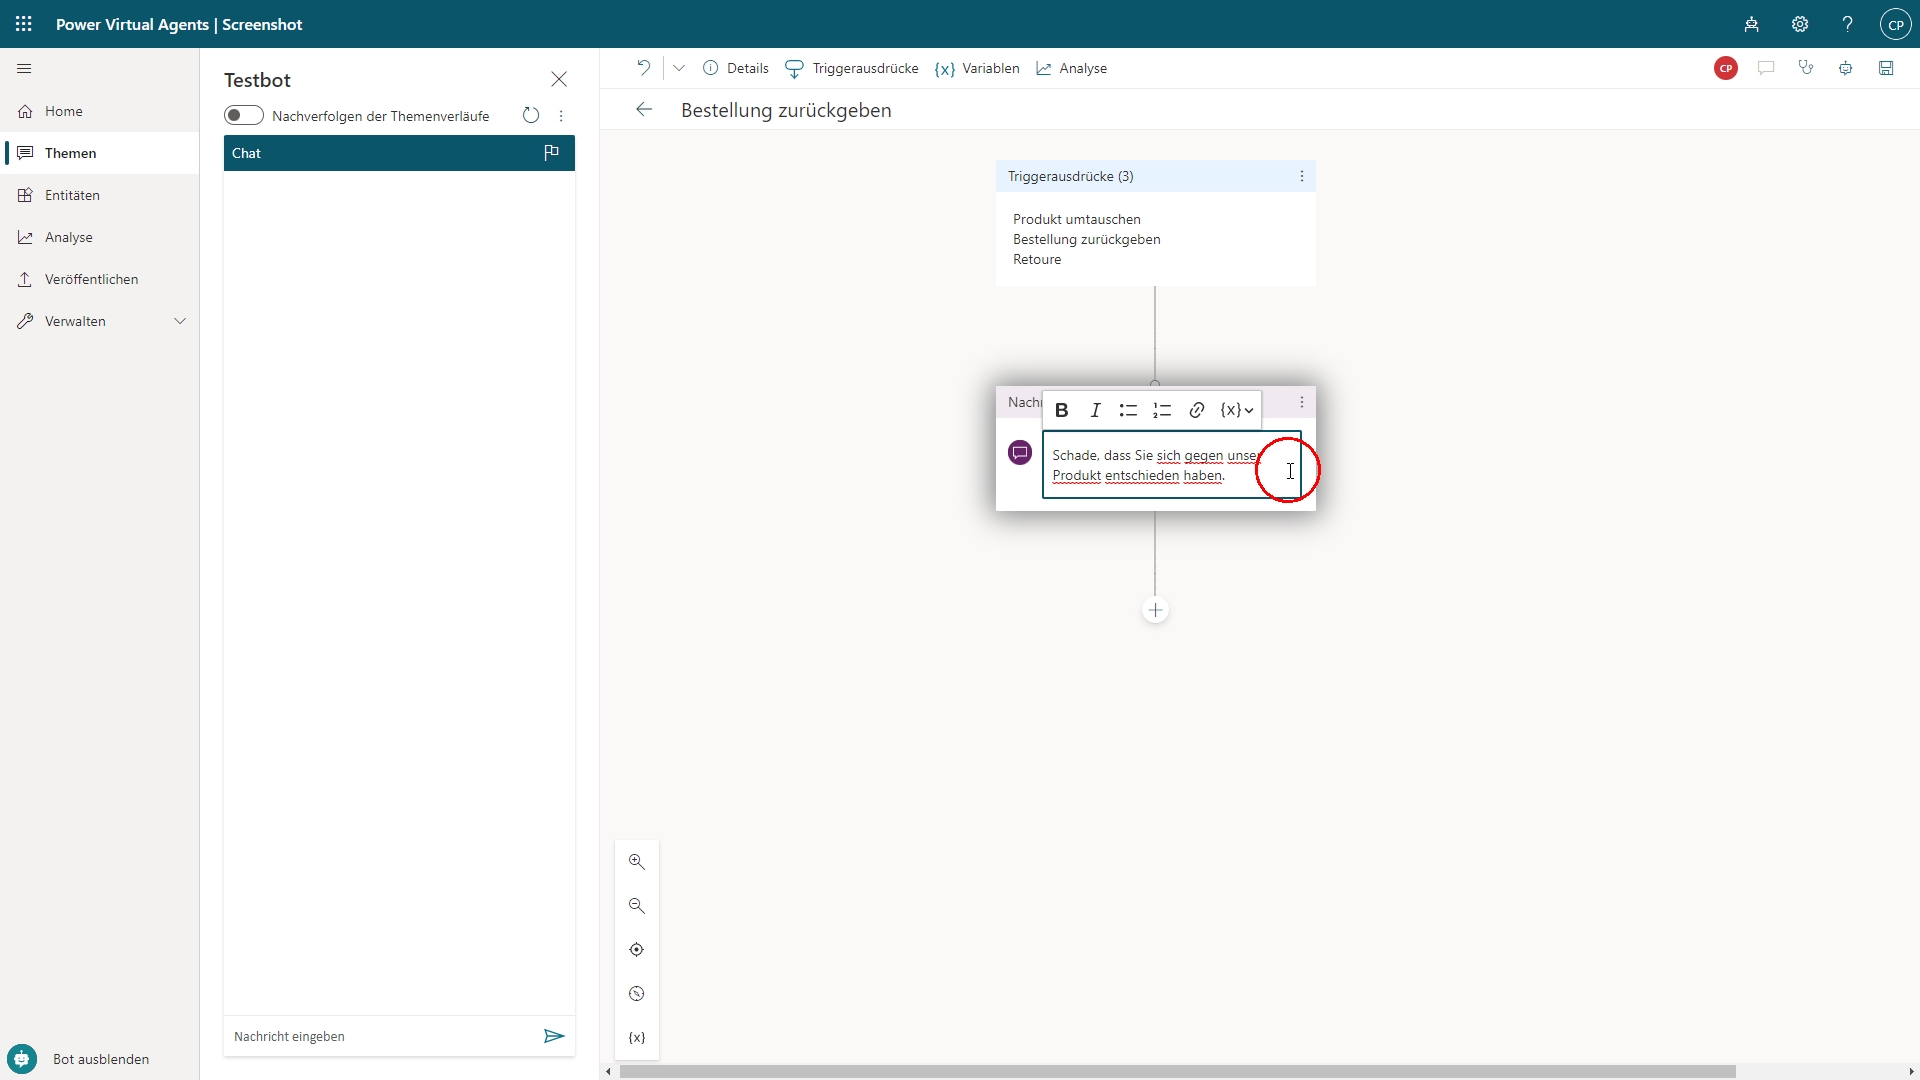 Power Virtual Agents | Screenshot
CP
Home
Themen
Entitäten
Analyse
Veröffentlichen
Verwalten
Bot ausblenden
Testbot
Nachverfolgen der Themenverläufe
Chat
Nachricht eingeben
Details
Triggerausdrücke
{x} Variablen
Analyse
CP
Bestellung zurückgeben
Triggerausdrücke (3)
Produkt umtauschen
Bestellung zurückgeben
Retoure
Nachr
B I {x}
Schade, dass Sie sich gegen unser
Produkt entschieden haben.
{x}